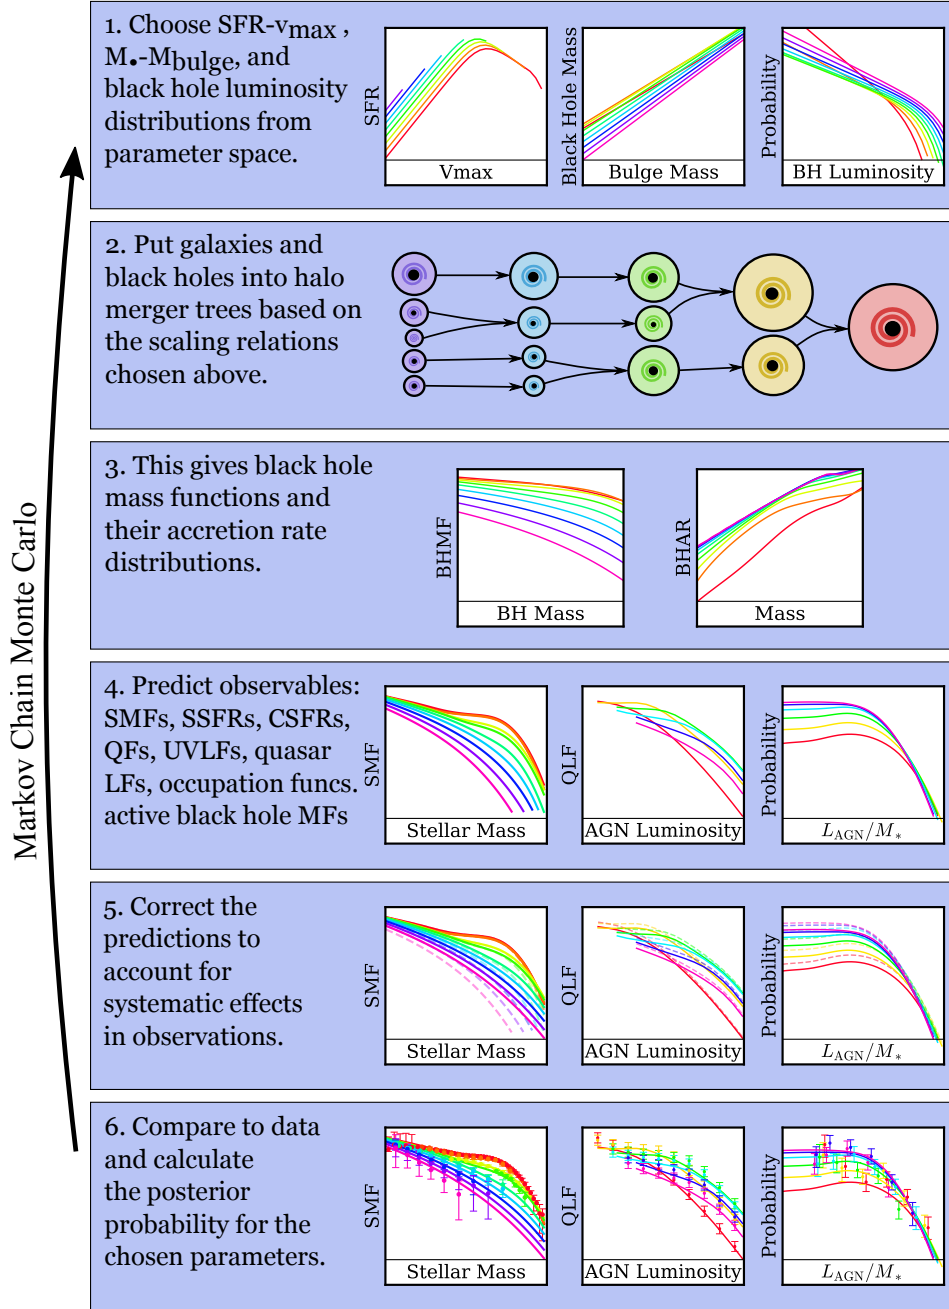 Markov Chain Monte Carlo
1. Choose SFR-vmax ,
M•-Mbulge, and
black hole luminosity
distributions from
parameter space.
SFR
Vmax
Black Hole Mass
Bulge Mass
Probability
BH Luminosity
2. Put galaxies and
black holes into halo
merger trees based on
the scaling relations
chosen above.
3. This gives black hole
mass functions and
their accretion rate
distributions.
BHMF
BH Mass
BHAR
Mass
4. Predict observables:
SMFs, SSFRs, CSFRs,
QFs, UVLFs, quasar
LFs, occupation funcs.
active black hole MFs
SMF
Stellar Mass
QLF
AGN Luminosity
Probability
L_AGN/M_*
5. Correct the
predictions to
account for
systematic effects
in observations.
SMF
Stellar Mass
QLF
AGN Luminosity
Probability
L_AGN/M_*
6. Compare to data
and calculate
the posterior
probability for the
chosen parameters.
SMF
Stellar Mass
QLF
AGN Luminosity
Probability
L_AGN/M_*